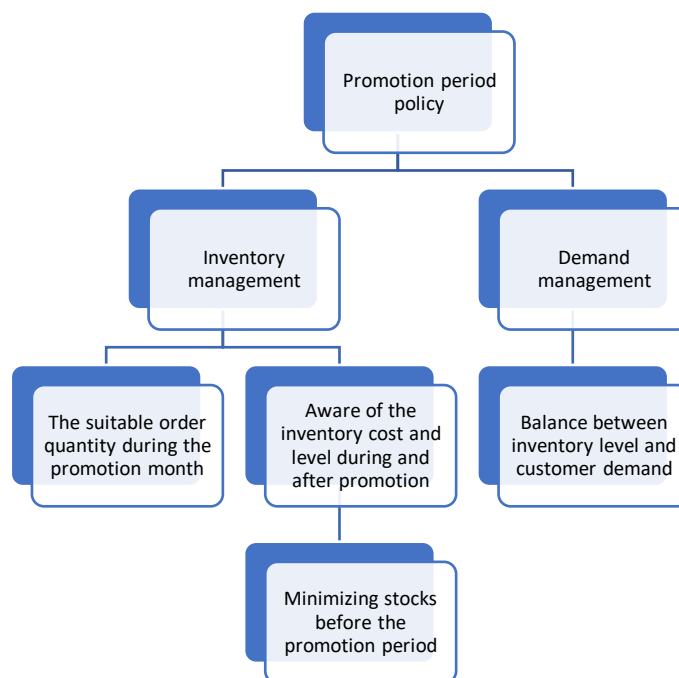 Promotion period
policy
Inventory
management
Demand
management
The suitable order
quantity during the
promotion month
Aware of the
inventory cost and
level during and
after promotion
Balance between
inventory level and
customer demand
Minimizing stocks
before the
promotion period